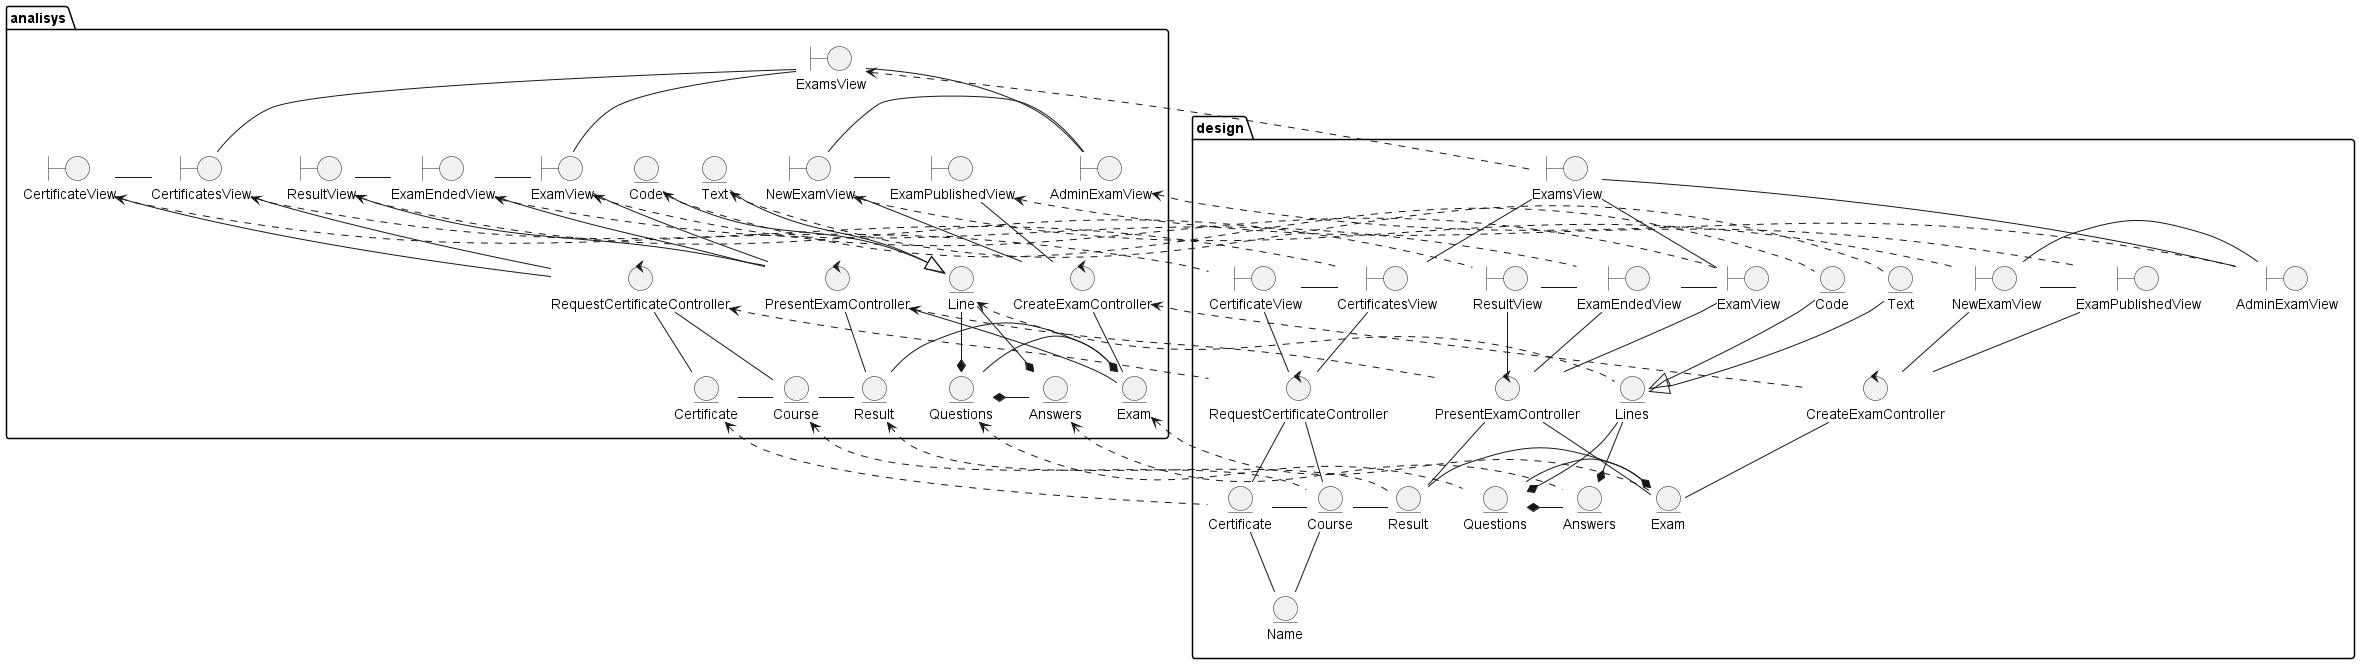 analisys
ExamsView
CertificateView
CertificatesView
ResultView
ExamEndedView
ExamView
Code
Text
NewExamView
ExamPublishedView
AdminExamView
RequestCertificateController
PresentExamController
Line
CreateExamController
Certificate
Course
Result
Questions
Answers
Exam
design
ExamsView
CertificateView
CertificatesView
ResultView
ExamEndedView
ExamView
Code
Text
NewExamView
ExamPublishedView
AdminExamView
RequestCertificateController
PresentExamController
Lines
CreateExamController
Certificate
Course
Result
Questions
Answers
Exam
Name